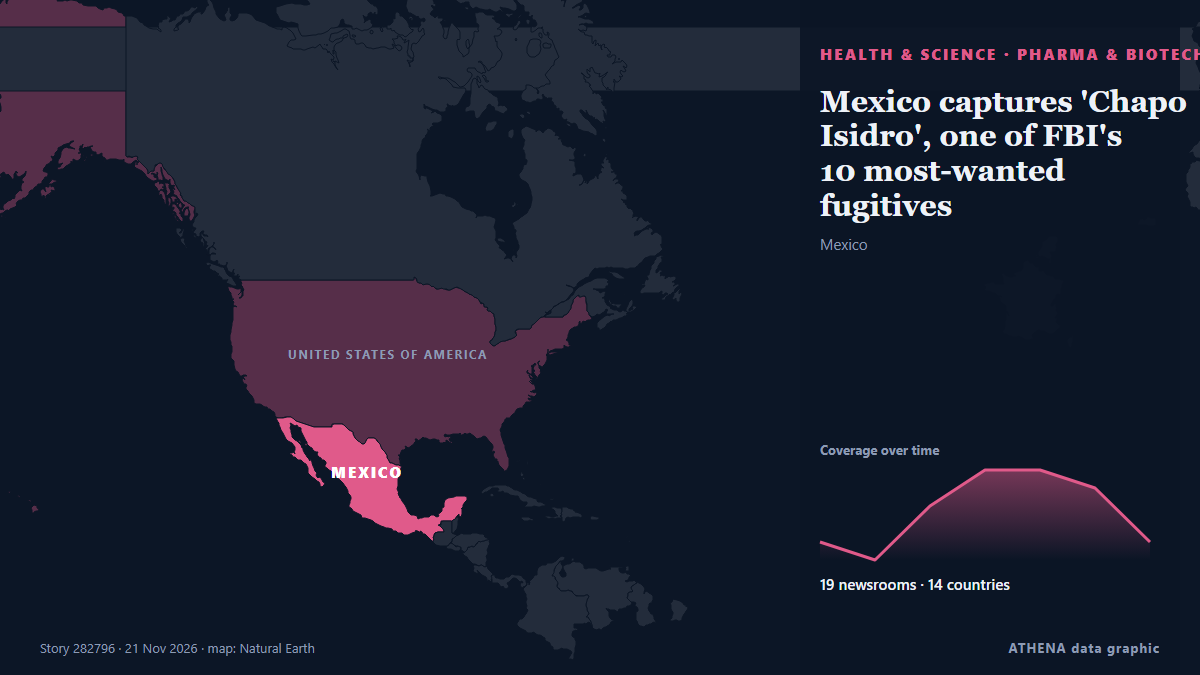 HEALTH & SCIENCE · PHARMA & BIOTECH
Mexico captures 'Chapo
Isidro', one of FBI's
10 most-wanted
fugitives
Mexico
UNITED STATES OF AMERICA
MEXICO
Coverage over time
19 newsrooms · 14 countries
Story 282796 · 21 Nov 2026 · map: Natural Earth
ATHENA data graphic